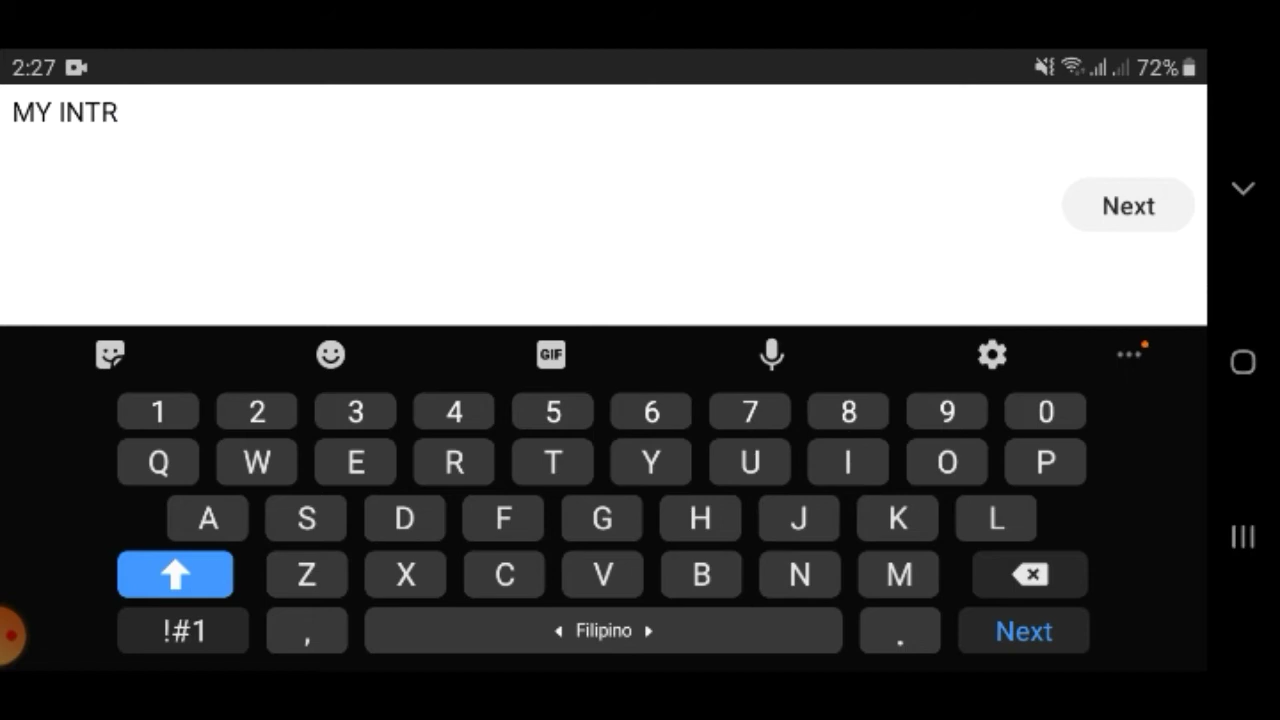 2:27 72%
MY INTR
Next
GIF
1 2 3 4 5 6 7 8 9 0
Q W E R T Y U I O P
A S D F G H J K L
Z X C V B N M
!#1 , Filipino . Next